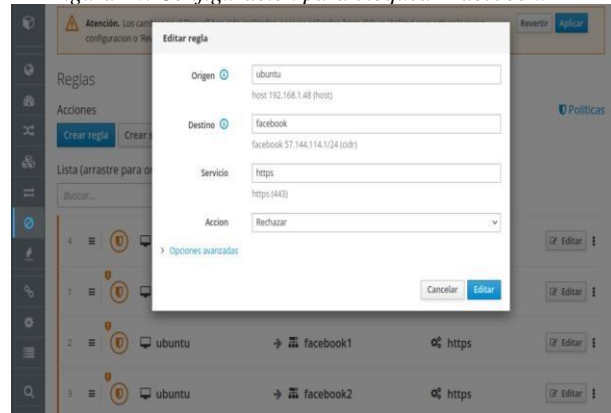 Atención. Los cam
configuracion o 'Rev
Revertir
Aplicar
Editar regla
Reglas
Acciones
Políticas
Crear regla
Crear s
Lista (arrastre para o
Buscar...
Origen
ubuntu
host 192.168.1.48 (host)
Destino
facebook
facebook 57.144.114.1/24 (cidr)
Servicio
https
https (443)
Accion
Rechazar
Opciones avanzadas
Cancelar
Editar
4
Editar
1
Editar
2 ubuntu facebook1 https Editar
3 ubuntu facebook2 https Editar